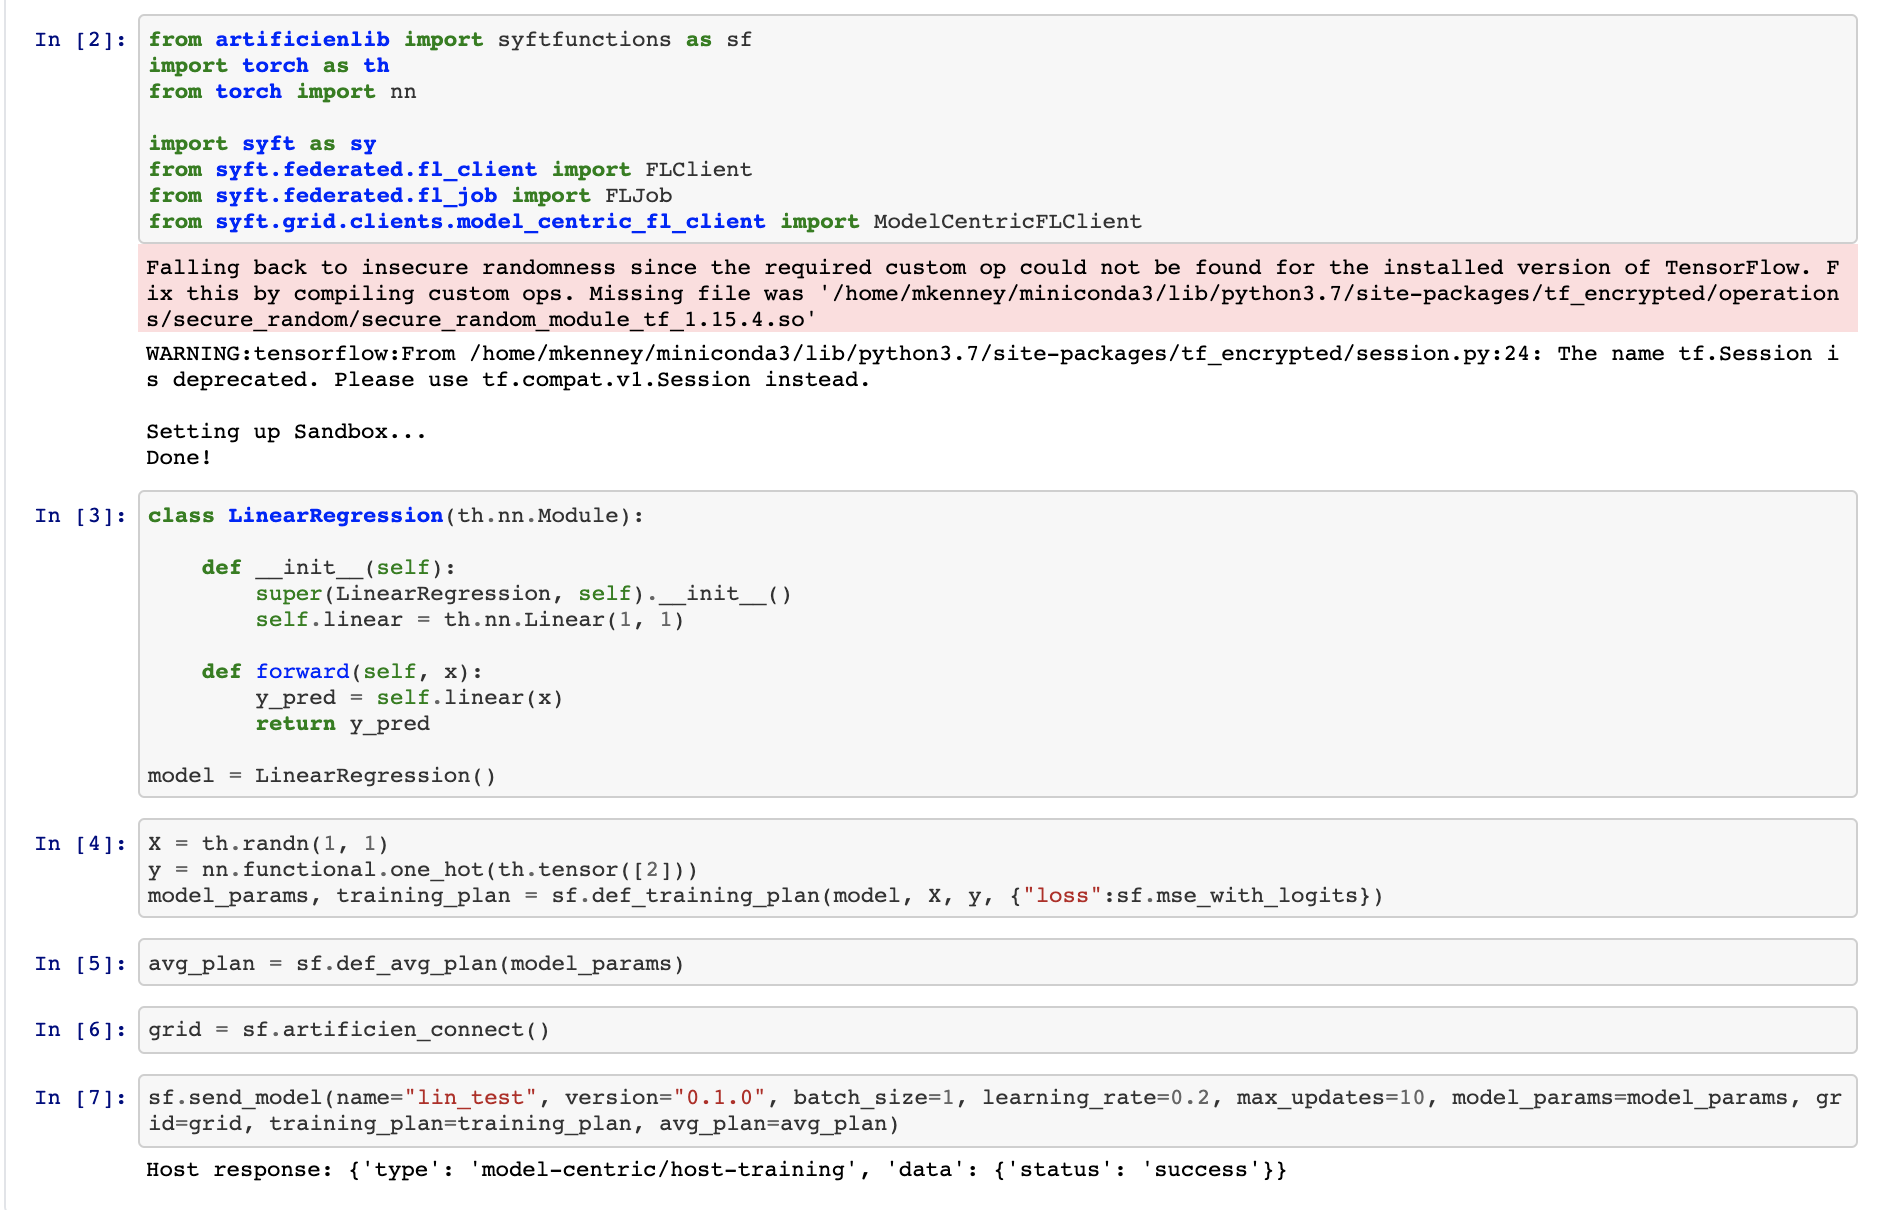 In [2]: from artificienlib import syftfunctions as sf
import torch as th
from torch import nn

import syft as sy
from syft.federated.fl_client import FLClient
from syft.federated.fl_job import FLJob
from syft.grid.clients.model_centric_fl_client import ModelCentricFLClient
Falling back to insecure randomness since the required custom op could not be found for the installed version of TensorFlow. F
ix this by compiling custom ops. Missing file was '/home/mkenney/miniconda3/lib/python3.7/site-packages/tf_encrypted/operation
s/secure_random/secure_random_module_tf_1.15.4.so'
WARNING:tensorflow:From /home/mkenney/miniconda3/lib/python3.7/site-packages/tf_encrypted/session.py:24: The name tf.Session i
s deprecated. Please use tf.compat.v1.Session instead.

Setting up Sandbox...
Done!
In [3]: class LinearRegression(th.nn.Module):

    def __init__(self):
        super(LinearRegression, self).__init__()
        self.linear = th.nn.Linear(1, 1)

    def forward(self, x):
        y_pred = self.linear(x)
        return y_pred

model = LinearRegression()
In [4]: X = th.randn(1, 1)
y = nn.functional.one_hot(th.tensor([2]))
model_params, training_plan = sf.def_training_plan(model, X, y, {"loss":sf.mse_with_logits})
In [5]: avg_plan = sf.def_avg_plan(model_params)
In [6]: grid = sf.artificien_connect()
In [7]: sf.send_model(name="lin_test", version="0.1.0", batch_size=1, learning_rate=0.2, max_updates=10, model_params=model_params, gr
id=grid, training_plan=training_plan, avg_plan=avg_plan)
Host response: {'type': 'model-centric/host-training', 'data': {'status': 'success'}}